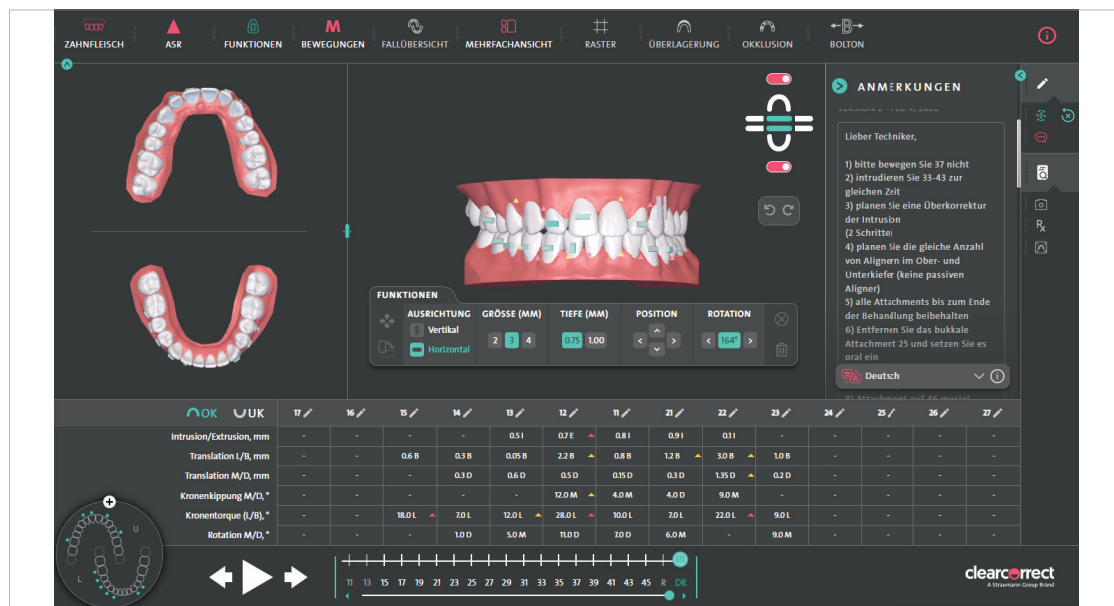 ZAHNFLEISCH ASR FUNKTIONEN BEWEGUNGEN FALLÜBERSICHT MEHRFACHANSICHT RASTER ÜBERLAGERUNG OKKLUSION BOLTON
ANMERKUNGEN
Lieber Techniker,
1) bitte bewegen Sie 37 nicht
2) intrudieren Sie 33-43 zur
gleichen Zeit
3) planen Sie eine Überkorrektur
der Intrusion
(2 Schritte)
4) planen Sie die gleiche Anzahl
von Alignern im Ober- und
Unterkiefer (keine passiven
Aligner)
5) alle Attachments bis zum Ende
der Behandlung beibehalten
6) Entfernen Sie das bukkale
Attachment 25 und setzen Sie es
oral ein
Deutsch
FUNKTIONEN
AUSRICHTUNG GRÖSSE (MM) TIEFE (MM) POSITION ROTATION
Vertikal
Horizontal
2 3 4 0.75 1.00 164°
OK UK 17 16 15 14 13 12 11 21 22 23 24 25 26 27
Intrusion/Extrusion, mm - - - - 0.5 I 0.7 E 0.8 I 0.9 I 0.1 I - - - - -
Translation L/B, mm - - 0.6 B 0.3 B 0.05 B 2.2 B 0.8 B 1.2 B 3.0 B 1.0 B - - - -
Translation M/D, mm - - - 0.3 D 0.6 D 0.5 D 0.15 D 0.3 D 1.35 D 0.2 D - - - -
Kronenkippung M/D, ° - - - - - 12.0 M 4.0 M 4.0 D 9.0 M - - - - -
Kronentorque (L/B), ° - - 18.0 L 7.0 L 12.0 L 28.0 L 10.0 L 7.0 L 22.0 L 9.0 L - - - -
Rotation M/D, ° - - - 1.0 D 5.0 M 11.0 D 7.0 D 6.0 M - 9.0 M - - - -
U
L
11 13 15 17 19 21 23 25 27 29 31 33 35 37 39 41 43 45 R DR
clearcorrect
A Straumann Group Brand